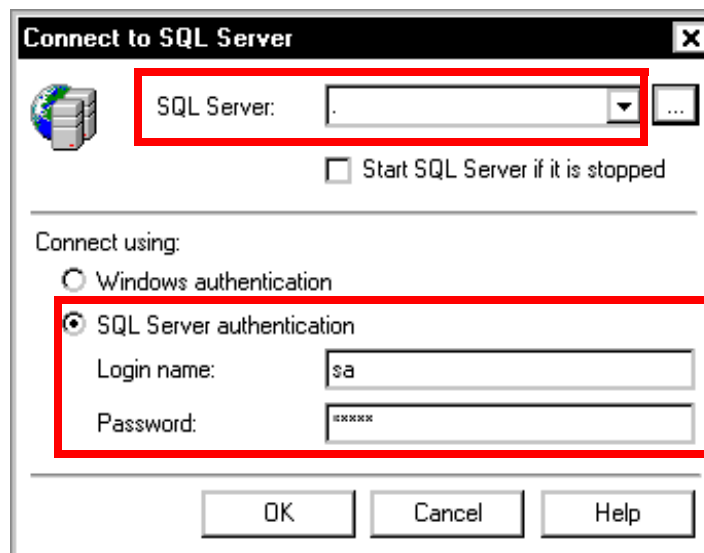 Connect to SQL Server
SQL Server: .
...
Start SQL Server if it is stopped
Connect using:
Windows authentication
SQL Server authentication
Login name: sa
Password: *****
OK Cancel Help